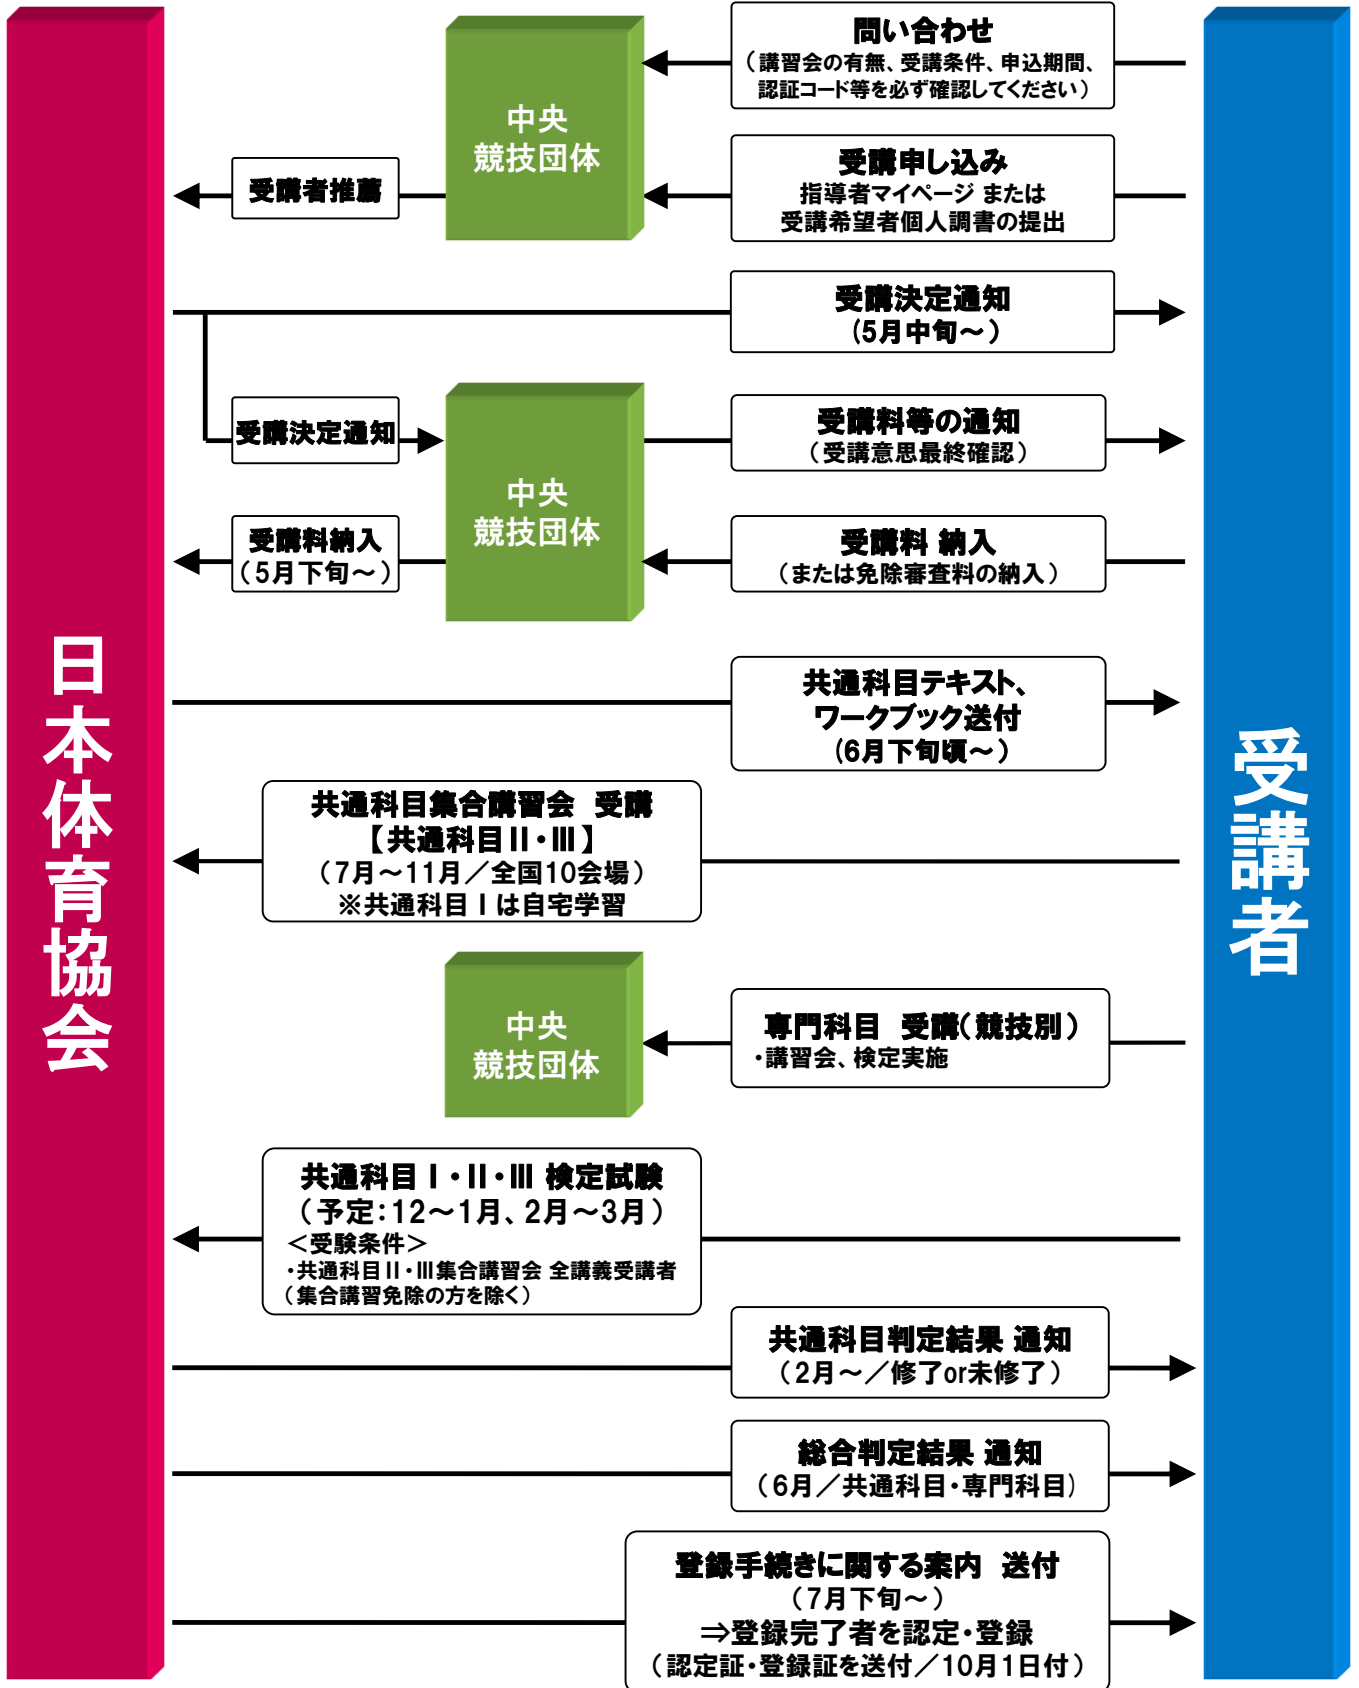 問い合わせ
（講習会の有無、受講条件、申込期間、
認証コード等を必ず確認してください）
中央
競技団体
受講者推薦
受講申し込み
指導者マイページ または
受講希望者個人調書の提出
受講決定通知
（5月中旬～）
受講決定通知
中央
競技団体
受講料等の通知
（受講意思最終確認）
受講料納入
（5月下旬～）
受講料 納入
（または免除審査料の納入）
日本体育協会
受講者
共通科目テキスト、
ワークブック送付
（6月下旬頃～）
共通科目集合講習会 受講
【共通科目Ⅱ・Ⅲ】
（7月～11月／全国10会場）
※共通科目Ⅰは自宅学習
中央
競技団体
専門科目 受講（競技別）
・講習会、検定実施
共通科目Ⅰ・Ⅱ・Ⅲ 検定試験
（予定：12～1月、2月～3月）
＜受験条件＞
・共通科目Ⅱ・Ⅲ集合講習会 全講義受講者
（集合講習免除の方を除く）
共通科目判定結果 通知
（2月～／修了or未修了）
総合判定結果 通知
（6月／共通科目・専門科目）
登録手続きに関する案内 送付
（7月下旬～）
⇒登録完了者を認定・登録
（認定証・登録証を送付／10月1日付）